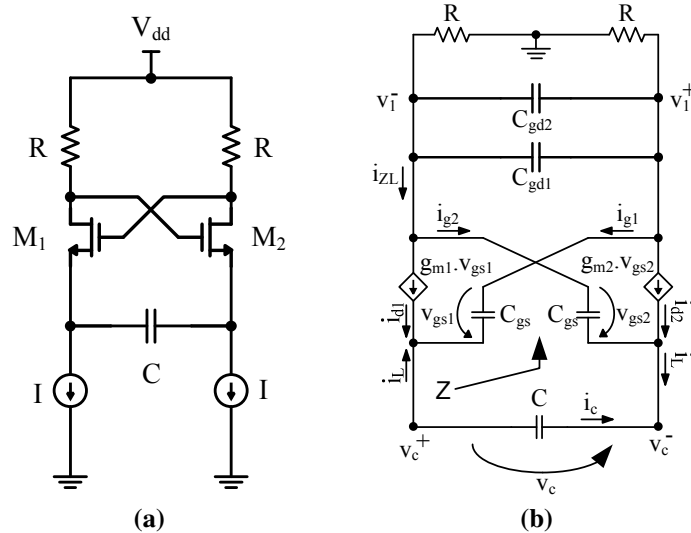 V_dd
R
R
M_1
M_2
C
I
I
(a)
R
R
v_1^-
v_1^+
C_gd2
C_gd1
i_ZL
i_g2
i_g1
g_m1.v_gs1
g_m2.v_gs2
i_d1
v_gs1
C_gs
C_gs
v_gs2
i_d2
i_L
Z
i_L
C
i_c
v_c^+
v_c^-
v_c
(b)